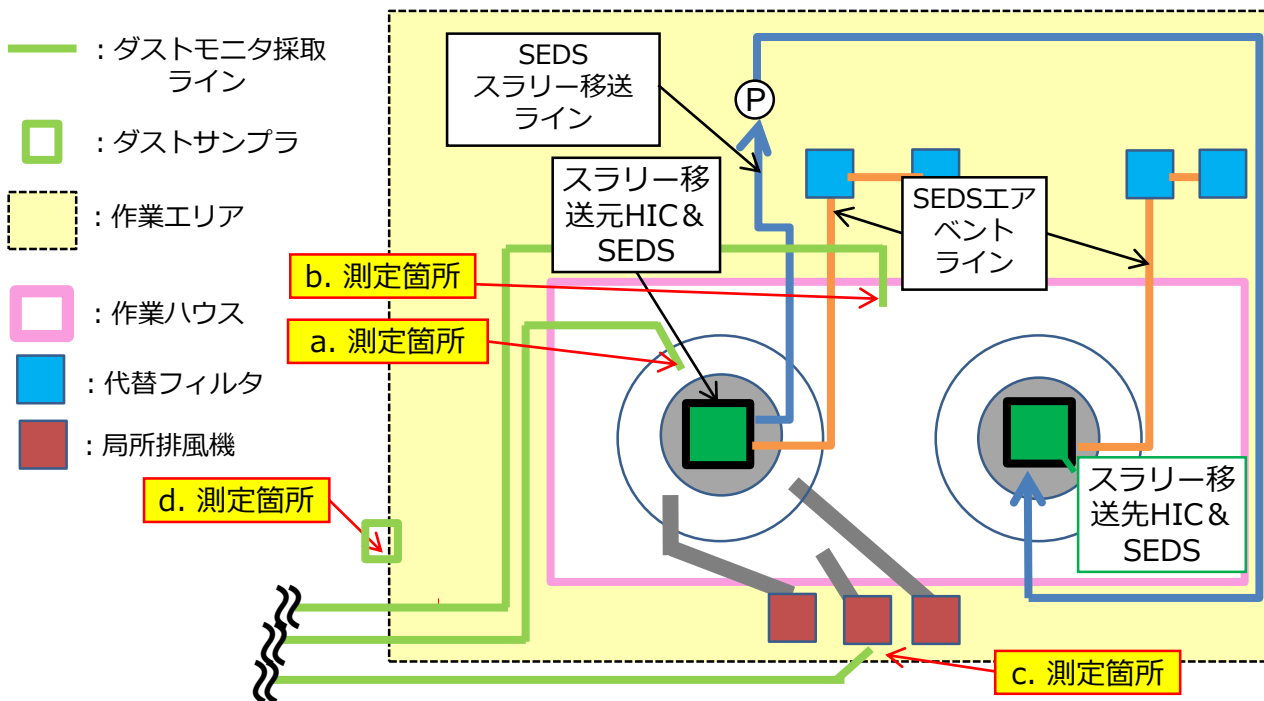 ：ダストモニタ採取
ライン
：ダストサンプラ
：作業エリア
：作業ハウス
：代替フィルタ
：局所排風機
SEDS
スラリー移送
ライン
P
スラリー移
送元HIC＆
SEDS
SEDSエア
ベント
ライン
b. 測定箇所
a. 測定箇所
d. 測定箇所
スラリー移
送先HIC＆
SEDS
c. 測定箇所